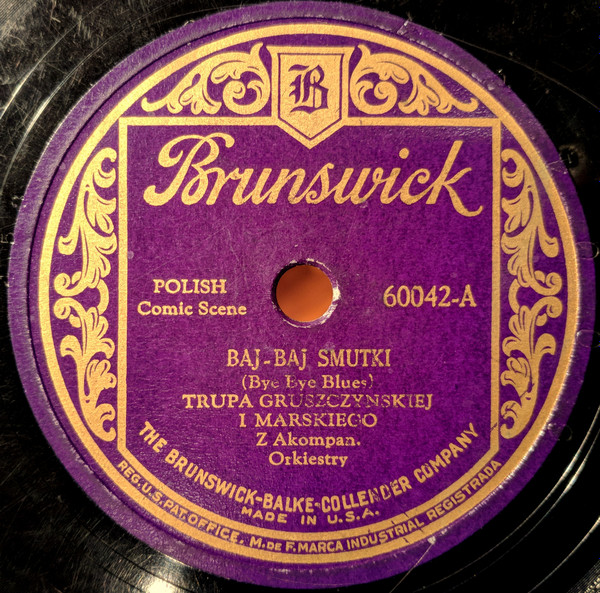 B
Brunswick
POLISH
Comic Scene
60042-A
BAJ-BAJ SMUTKI
(Bye Bye Blues)
TRUPA GRUSZCZYNSKIEJ
I MARSKIEGO
Z Akompan.
Orkiestry
THE BRUNSWICK-BALKE-COLLENDER COMPANY
MADE IN U.S.A.
REG.U.S.PAT.OFFICE. M.DE F.MARCA INDUSTRIAL REGISTRADA